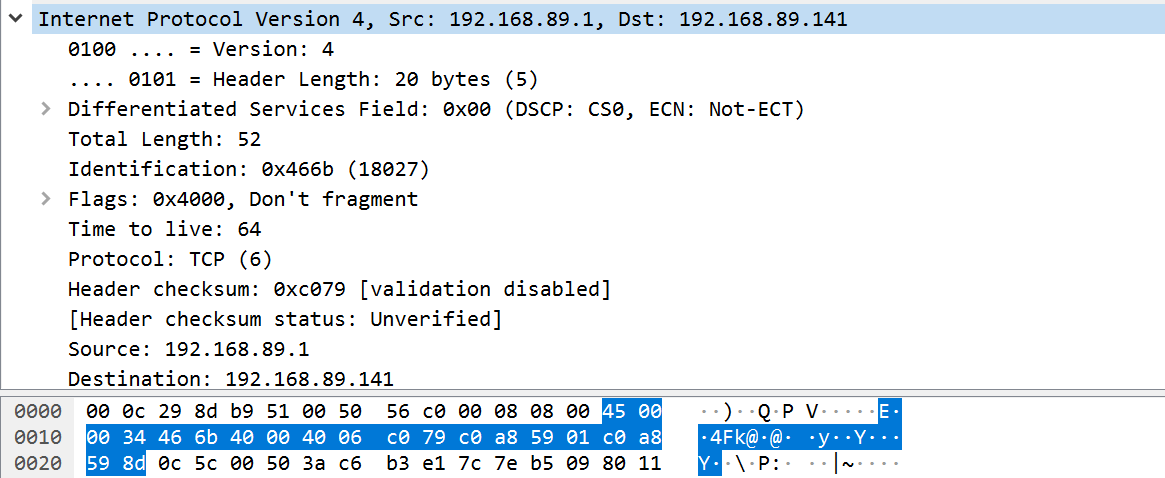 Internet Protocol Version 4, Src: 192.168.89.1, Dst: 192.168.89.141
0100 .... = Version: 4
.... 0101 = Header Length: 20 bytes (5)
Differentiated Services Field: 0x00 (DSCP: CS0, ECN: Not-ECT)
Total Length: 52
Identification: 0x466b (18027)
Flags: 0x4000, Don't fragment
Time to live: 64
Protocol: TCP (6)
Header checksum: 0xc079 [validation disabled]
[Header checksum status: Unverified]
Source: 192.168.89.1
Destination: 192.168.89.141
0000 00 0c 29 8d b9 51 00 50 56 c0 00 08 08 00 45 00 ··)··Q·P V·····E·
0010 00 34 46 6b 40 00 40 06 c0 79 c0 a8 59 01 c0 a8 ·4Fk@·@· ·y··Y···
0020 59 8d 0c 5c 00 50 3a c6 b3 e1 7c 7e b5 09 80 11 Y··\·P:· ··|~····